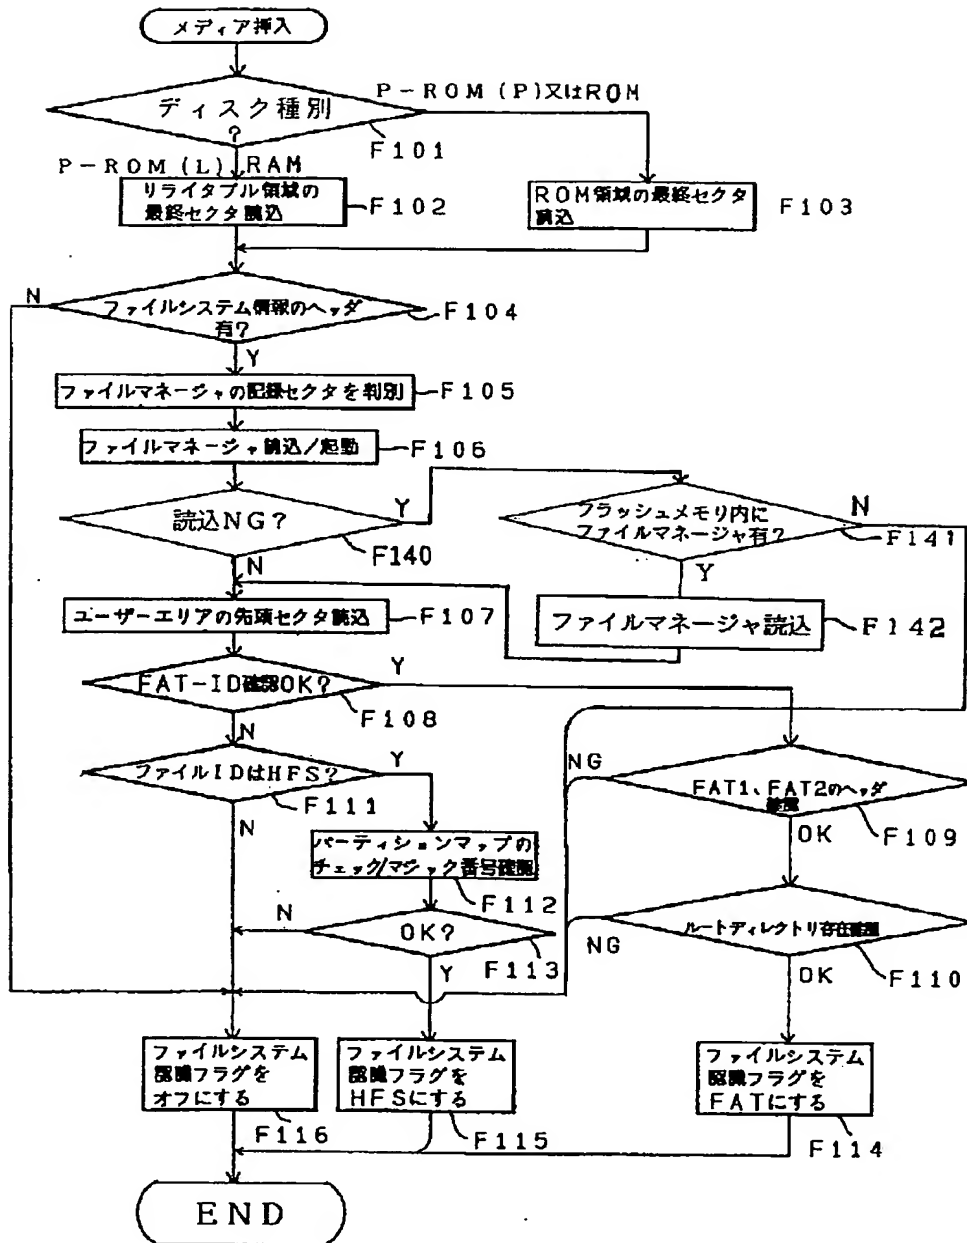 メディア挿入
P-ROM(P)又はROM
ディスク種別
?
F101
P-ROM(L)、RAM
リライタブル領域の
最終セクタ読込
F102
ROM領域の最終セクタ
読込
F103
N
ファイルシステム情報のヘッダ
有?
F104
Y
ファイルマネージャの記録セクタを判別
F105
ファイルマネージャ読込/起動
F106
読込NG?
Y
F140
N
フラッシュメモリ内に
ファイルマネージャ有?
N
F141
Y
ファイルマネージャ読込
F142
ユーザーエリアの先頭セクタ読込
F107
FAT-ID確認OK?
Y
F108
N
ファイルIDはHFS?
Y
F111
N
NG
FAT1、FAT2のヘッダ
確認
F109
OK
パーティションマップの
チェック/マジック番号確認
F112
N
OK?
F113
Y
NG
ルートディレクトリ存在確認
F110
OK
ファイルシステム
認識フラグを
オフにする
F116
ファイルシステム
認識フラグを
HFSにする
F115
ファイルシステム
認識フラグを
FATにする
F114
END